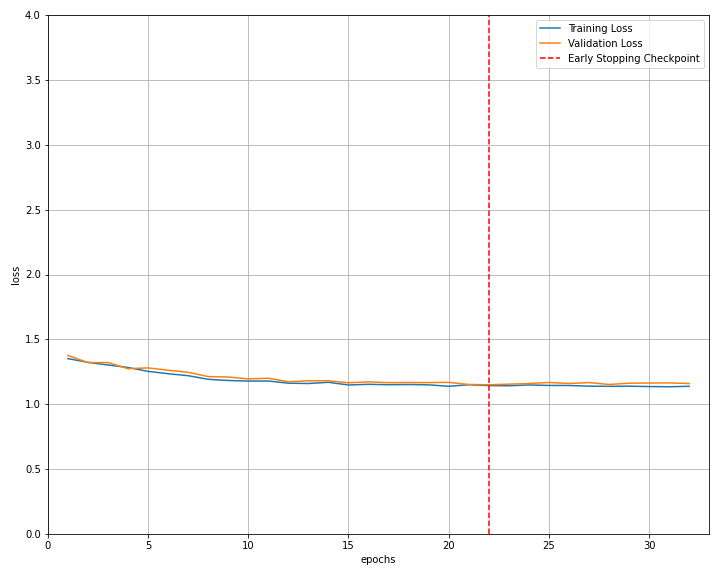 4.0
3.5
3.0
2.5
2.0
1.5
1.0
0.5
0.0
loss
Training Loss
Validation Loss
Early Stopping Checkpoint
0 5 10 15 20 25 30
epochs